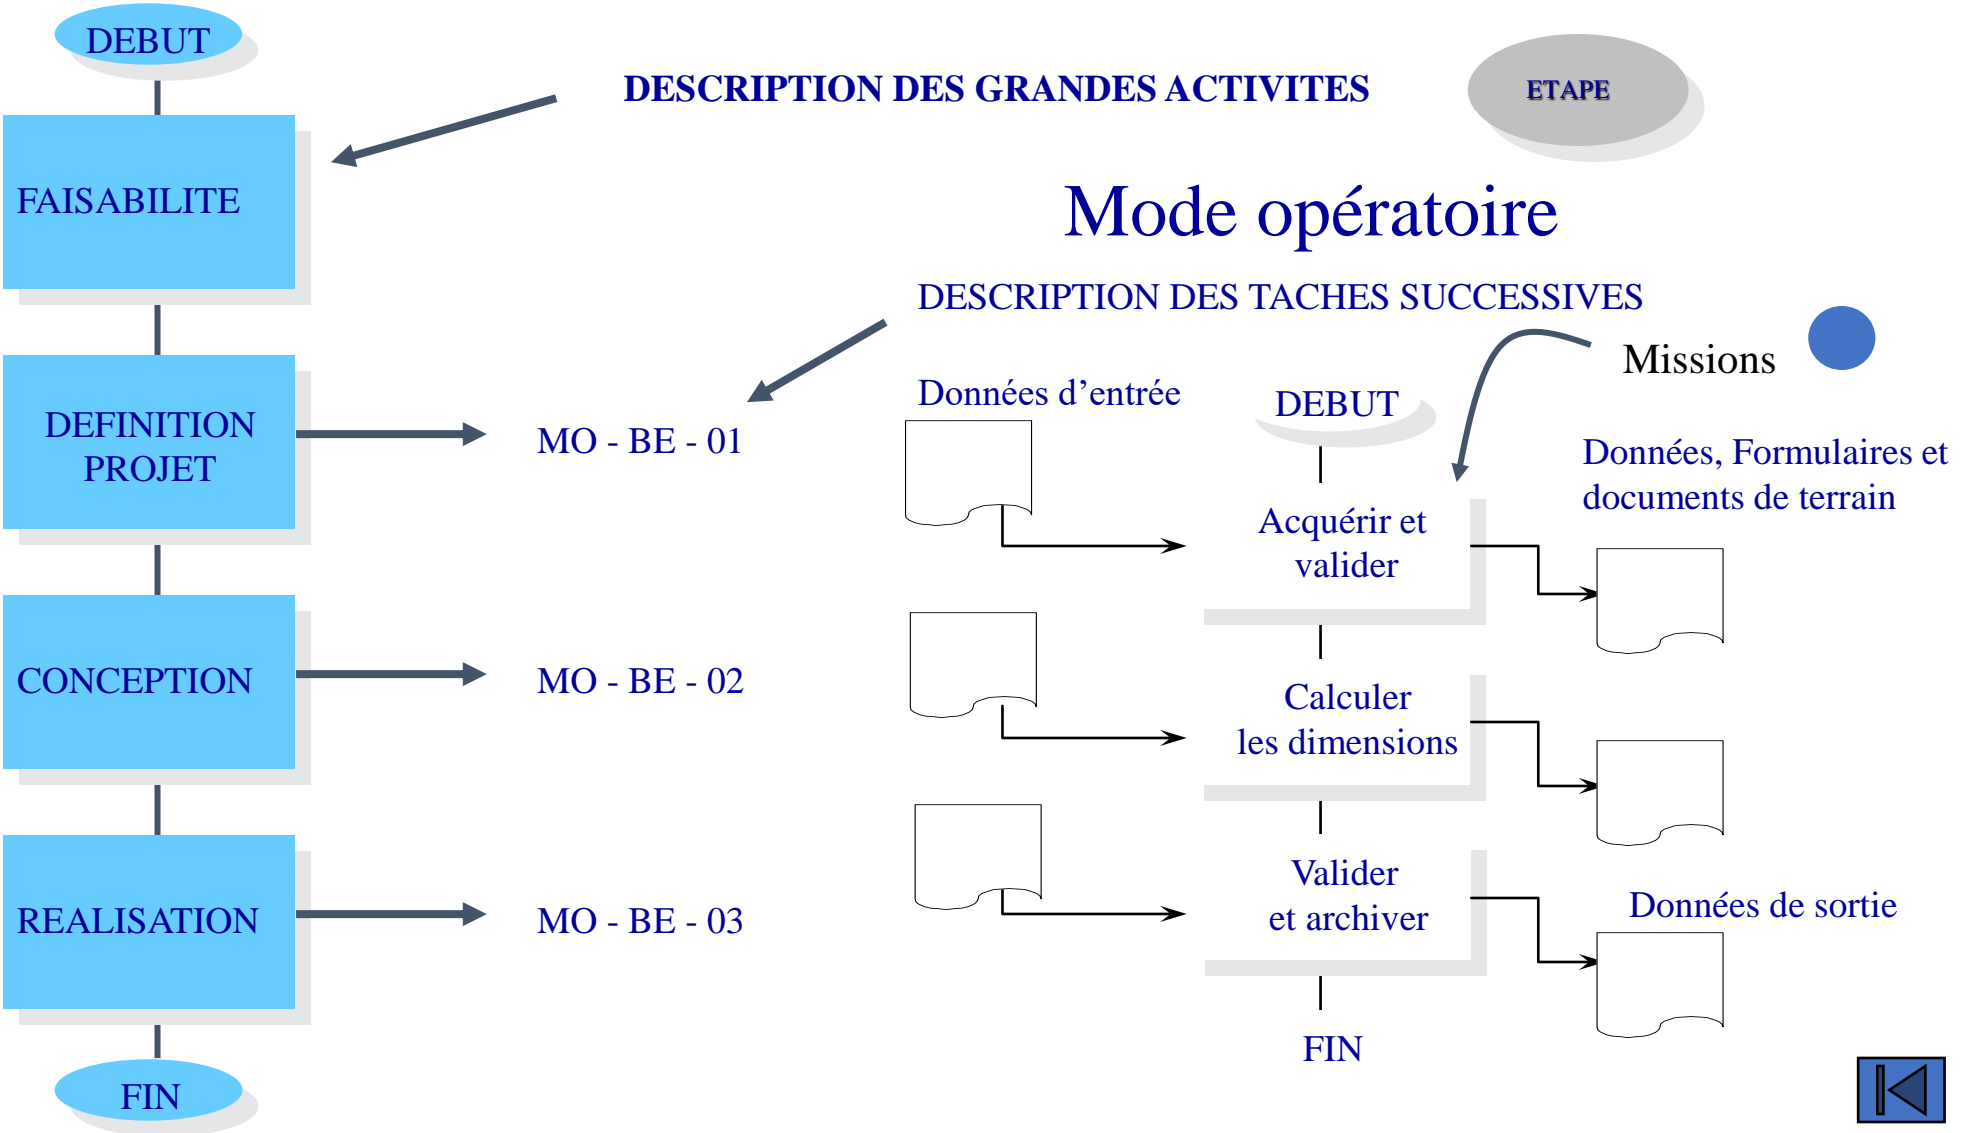 DEBUT
DESCRIPTION DES GRANDES ACTIVITES
ETAPE
FAISABILITE
Mode opératoire
DESCRIPTION DES TACHES SUCCESSIVES
Missions
Données d’entrée
DEBUT
DEFINITION
PROJET
MO - BE - 01
Données, Formulaires et
documents de terrain
Acquérir et
valider
CONCEPTION
MO - BE - 02
Calculer
les dimensions
REALISATION
MO - BE - 03
Valider
et archiver
Données de sortie
FIN
FIN